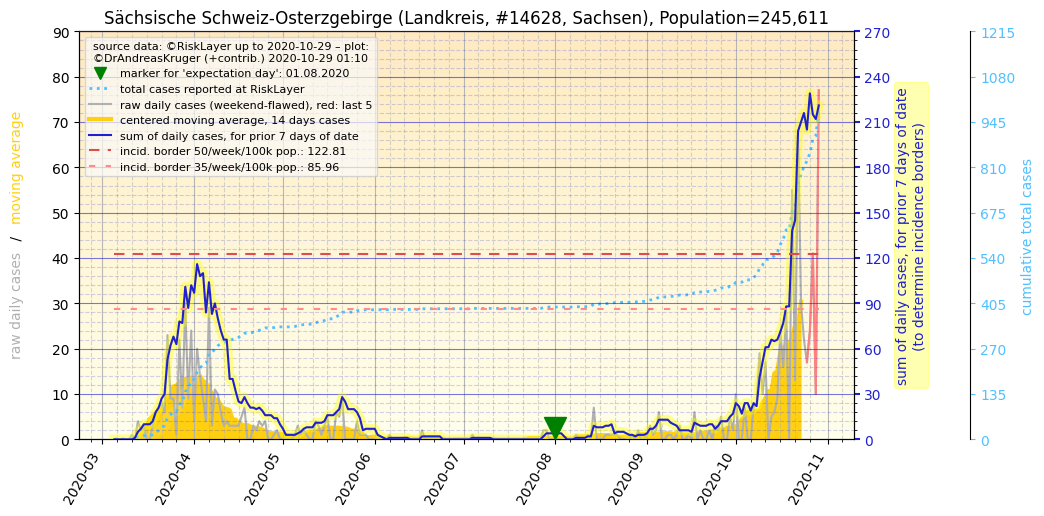 Sächsische Schweiz-Osterzgebirge (Landkreis, #14628, Sachsen), Population=245,611
source data: ©RiskLayer up to 2020-10-29 – plot:
©DrAndreasKruger (+contrib.) 2020-10-29 01:10
marker for 'expectation day': 01.08.2020
total cases reported at RiskLayer
raw daily cases (weekend-flawed), red: last 5
centered moving average, 14 days cases
sum of daily cases, for prior 7 days of date
incid. border 50/week/100k pop.: 122.81
incid. border 35/week/100k pop.: 85.96
raw daily cases / moving average
90
80
70
60
50
40
30
20
10
0
2020-03
2020-04
2020-05
2020-06
2020-07
2020-08
2020-09
2020-10
2020-11
270
240
210
180
150
120
90
60
30
0
sum of daily cases, for prior 7 days of date
(to determine incidence borders)
1215
1080
945
810
675
540
405
270
135
0
cumulative total cases